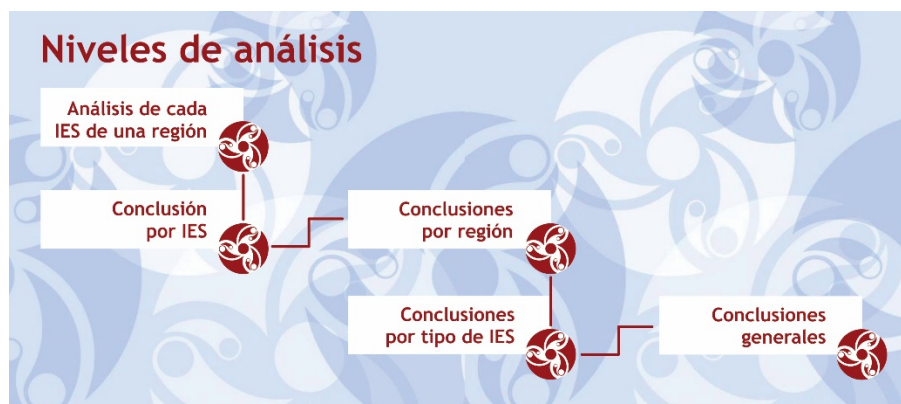 Niveles de análisis
Análisis de cada
IES de una región
Conclusión
por IES
Conclusiones
por región
Conclusiones
por tipo de IES
Conclusiones
generales